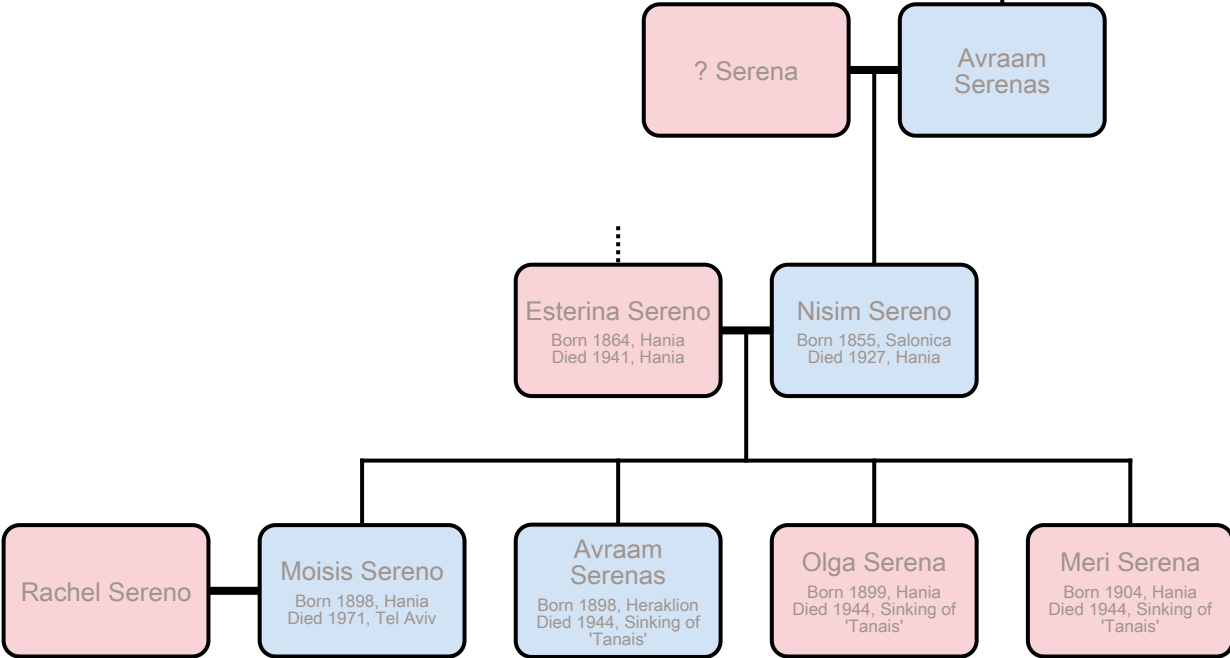 ? Serena
Avraam
Serenas
Esterina Sereno
Born 1864, Hania
Died 1941, Hania
Nisim Sereno
Born 1855, Salonica
Died 1927, Hania
Rachel Sereno
Moisis Sereno
Born 1898, Hania
Died 1971, Tel Aviv
Avraam
Serenas
Born 1898, Heraklion
Died 1944, Sinking of
'Tanais'
Olga Serena
Born 1899, Hania
Died 1944, Sinking of
'Tanais'
Meri Serena
Born 1904, Hania
Died 1944, Sinking of
'Tanais'